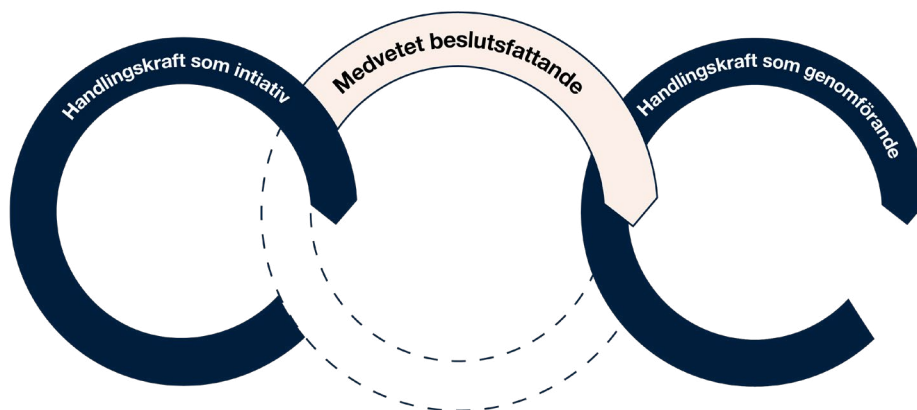 Handlingskraft som intiativ
Medvetet beslutsfattande
Handlingskraft som genomförande